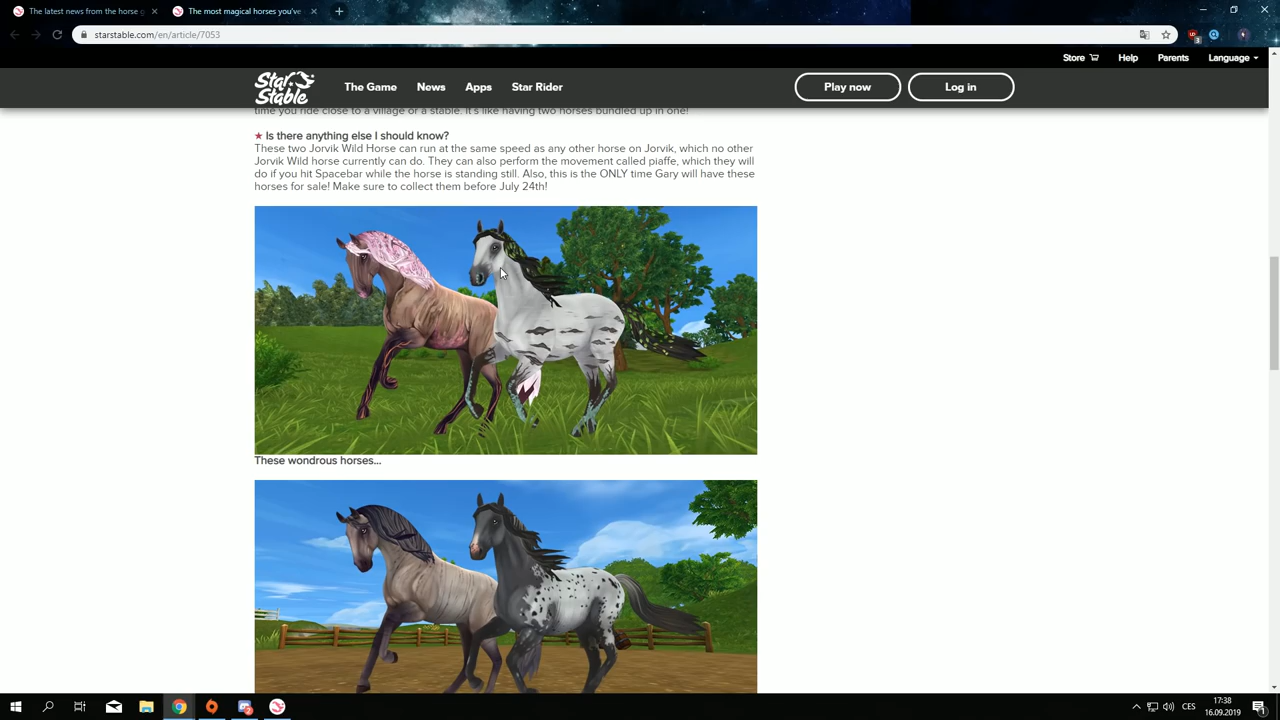 The latest news from the horse g
The most magical horses you've
starstable.com/en/article/7053
3
Store
Help
Parents
Language
Star Stable
The Game
News
Apps
Star Rider
Play now
Log in
time you ride close to a village or a stable. It's like having two horses bundled up in one!
★ Is there anything else I should know?
These two Jorvik Wild Horse can run at the same speed as any other horse on Jorvik, which no other
Jorvik Wild horse currently can do. They can also perform the movement called piaffe, which they will
do if you hit Spacebar while the horse is standing still. Also, this is the ONLY time Gary will have these
horses for sale! Make sure to collect them before July 24th!
These wondrous horses...
CES
17:38
16.09.2019
1